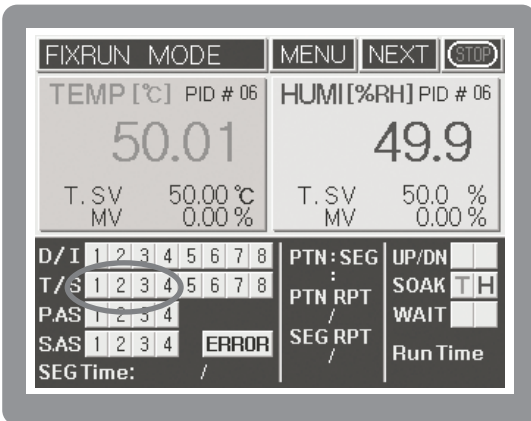 FIXRUN MODE MENU NEXT STOP
TEMP [℃] PID # 06
50.01
T. SV 50.00 ℃
MV 0.00 %
HUMI [%RH] PID # 06
49.9
T. SV 50.0 %
MV 0.00 %
D/I 1 2 3 4 5 6 7 8
T/S 1 2 3 4 5 6 7 8
P.AS 1 2 3 4
S.AS 1 2 3 4 ERROR
SEG Time: /
PTN:SEG
:
PTN RPT
/
SEG RPT
/
UP/DN
SOAK T H
WAIT
Run Time